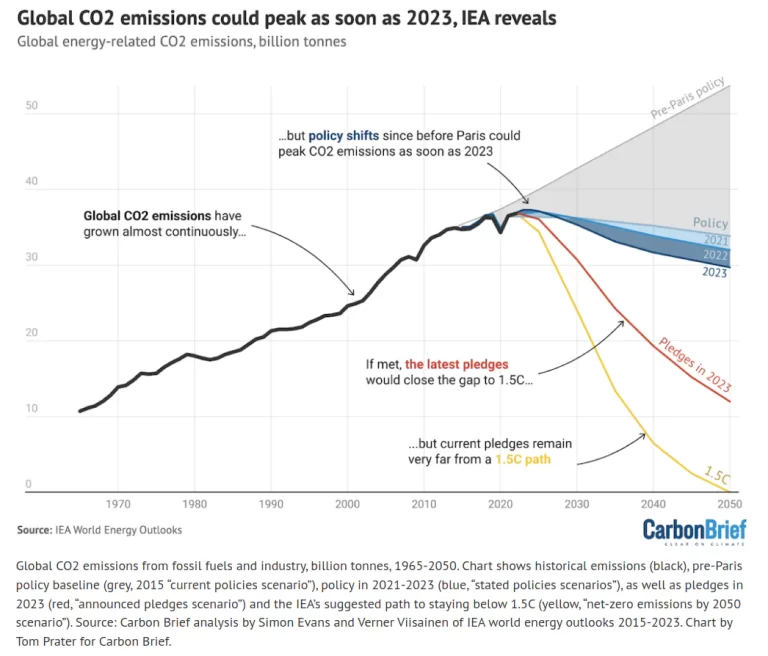 Global CO2 emissions could peak as soon as 2023, IEA reveals
Global energy-related CO2 emissions, billion tonnes
50
Pre-Paris policy
...but policy shifts since before Paris could
peak CO2 emissions as soon as 2023
40
Global CO2 emissions have
grown almost continuously...
Policy
2021
2022
2023
30
20
If met, the latest pledges
would close the gap to 1.5C...
Pledges in 2023
10
...but current pledges remain
very far from a 1.5C path
1.5C
0
1970 1980 1990 2000 2010 2020 2030 2040 2050
Source: IEA World Energy Outlooks
CarbonBrief
CLEAR ON CLIMATE
Global CO2 emissions from fossil fuels and industry, billion tonnes, 1965-2050. Chart shows historical emissions (black), pre-Paris
policy baseline (grey, 2015 “current policies scenario”), policy in 2021-2023 (blue, “stated policies scenarios”), as well as pledges in
2023 (red, “announced pledges scenario”) and the IEA’s suggested path to staying below 1.5C (yellow, “net-zero emissions by 2050
scenario”). Source: Carbon Brief analysis by Simon Evans and Verner Viisainen of IEA world energy outlooks 2015-2023. Chart by
Tom Prater for Carbon Brief.